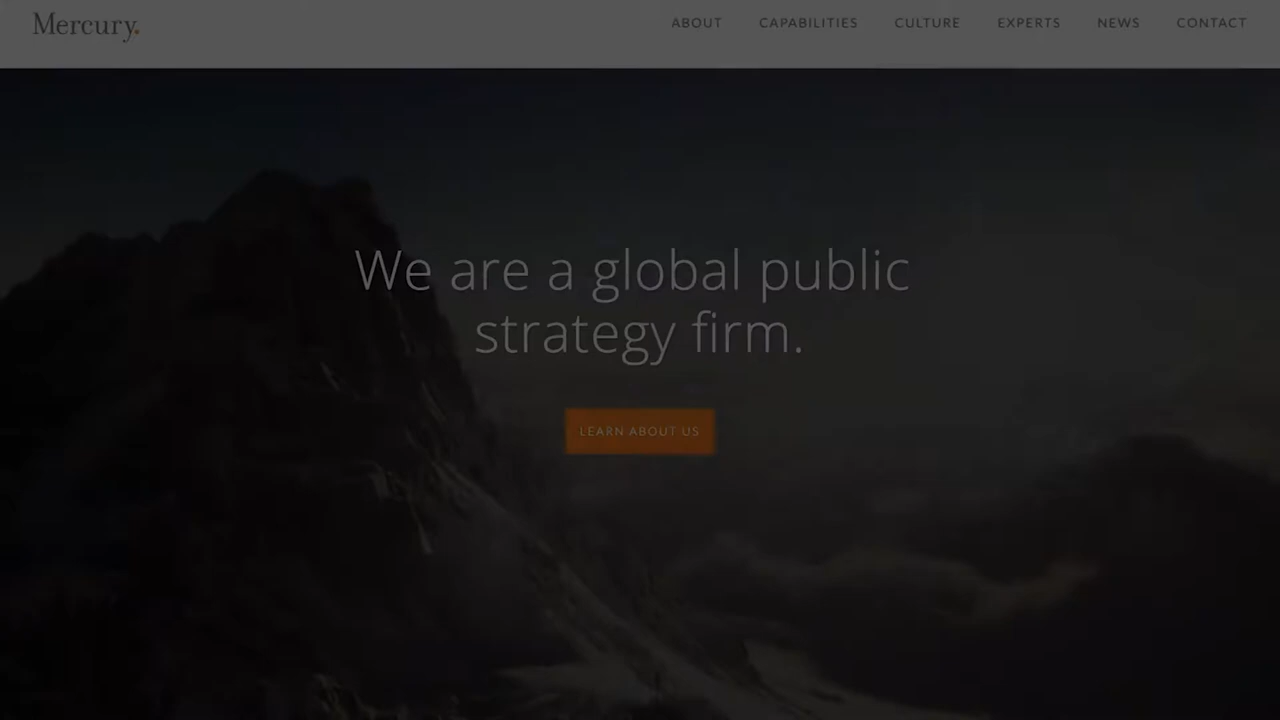 Mercury.
ABOUT CAPABILITIES CULTURE EXPERTS NEWS CONTACT
We are a global public
strategy firm.
LEARN ABOUT US